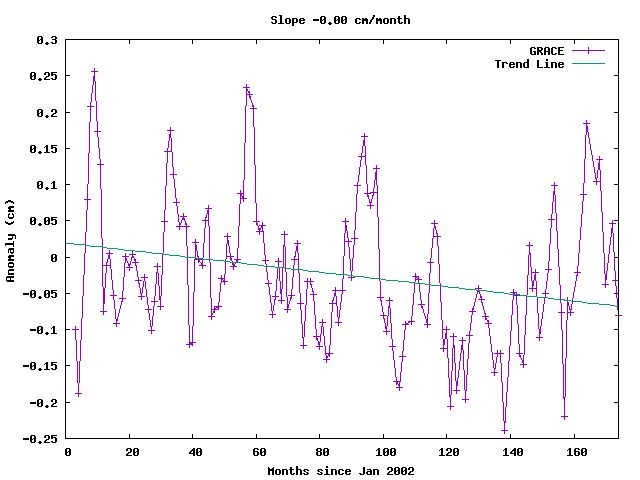 Slope -0.00 cm/month
GRACE
Trend Line
0.3
0.25
0.2
0.15
0.1
0.05
0
-0.05
-0.1
-0.15
-0.2
-0.25
Anomaly (cm)
0 20 40 60 80 100 120 140 160
Months since Jan 2002